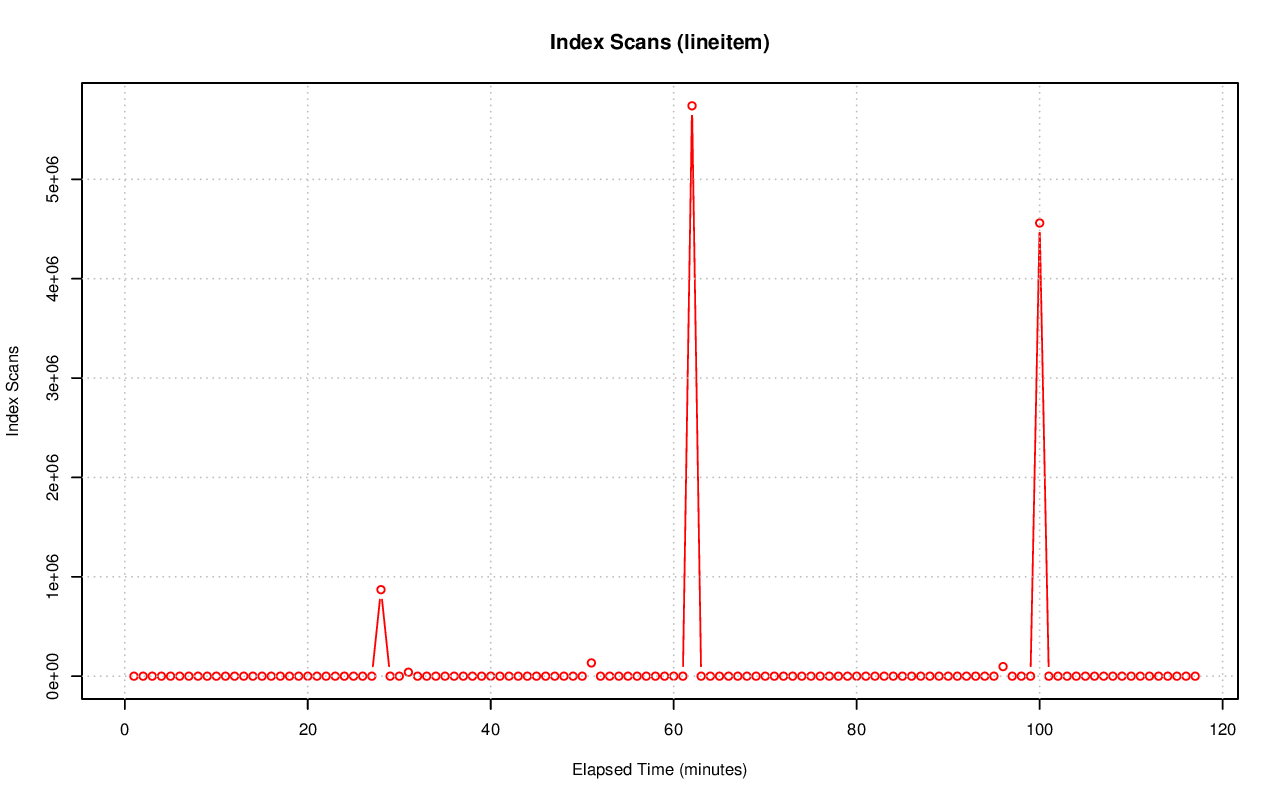 Index Scans (lineitem)
Index Scans
5e+06
4e+06
3e+06
2e+06
1e+06
0e+00
0 20 40 60 80 100 120
Elapsed Time (minutes)